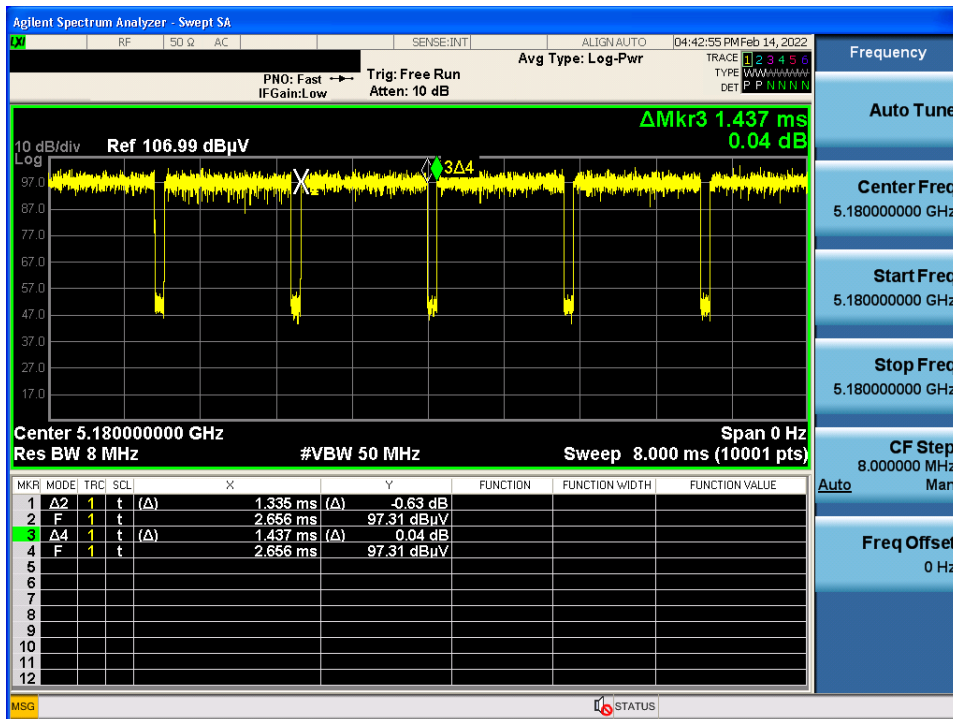 Agilent Spectrum Analyzer - Swept SA
LXI RF 50 Ω AC SENSE:INT ALIGN AUTO 04:42:55 PM Feb 14, 2022
Avg Type: Log-Pwr
TRACE 1 2 3 4 5 6
TYPE
DET P P N N N N
PNO: Fast
IFGain:Low
Trig: Free Run
Atten: 10 dB
Frequency
ΔMkr3 1.437 ms
0.04 dB
10 dB/div
Log
Ref 106.99 dBµV
97.0
87.0
77.0
67.0
57.0
47.0
37.0
27.0
17.0
3Δ4
Center 5.180000000 GHz
Span 0 Hz
Res BW 8 MHz
#VBW 50 MHz
Sweep 8.000 ms (10001 pts)
MKR MODE TRC SCL X Y FUNCTION FUNCTION WIDTH FUNCTION VALUE
1 Δ2 1 t (Δ) 1.335 ms (Δ) -0.63 dB
2 F 1 t 2.656 ms 97.31 dBµV
3 Δ4 1 t (Δ) 1.437 ms (Δ) 0.04 dB
4 F 1 t 2.656 ms 97.31 dBµV
5
6
7
8
9
10
11
12
Auto Tune
Center Freq
5.180000000 GHz
Start Freq
5.180000000 GHz
Stop Freq
5.180000000 GHz
CF Step
8.000000 MHz
Auto Man
Freq Offset
0 Hz
MSG
STATUS